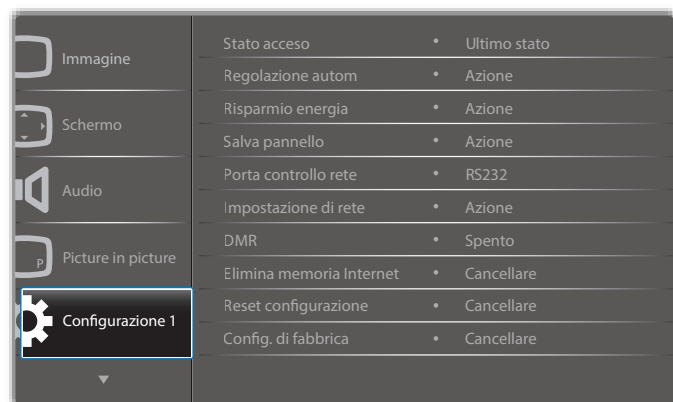 Immagine
Schermo
Audio
P
Picture in picture
Configurazione 1
Stato acceso • Ultimo stato
Regolazione autom • Azione
Risparmio energia • Azione
Salva pannello • Azione
Porta controllo rete • RS232
Impostazione di rete • Azione
DMR • Spento
Elimina memoria Internet • Cancellare
Reset configurazione • Cancellare
Config. di fabbrica • Cancellare